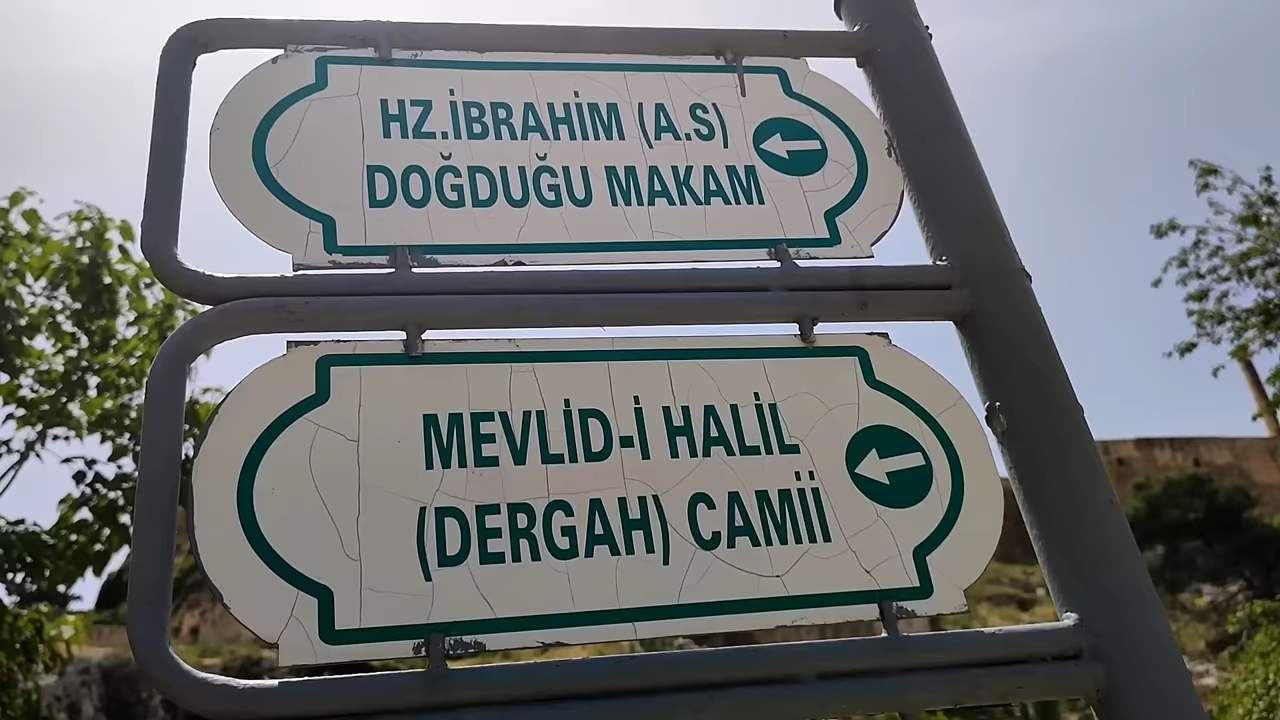 HZ.İBRAHİM (A.S)
DOĞDUĞU MAKAM
MEVLİD-İ HALİL
(DERGAH) CAMİİ